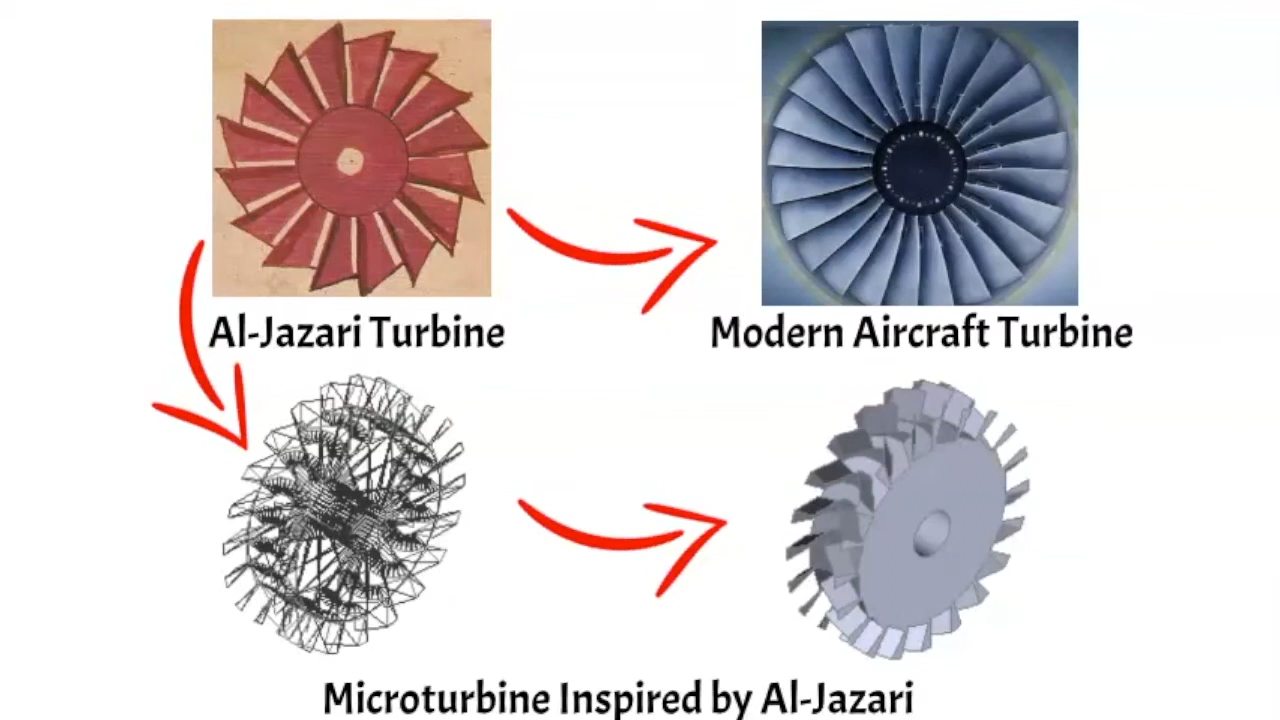 Al-Jazari Turbine
Modern Aircraft Turbine
Microturbine Inspired by Al-Jazari